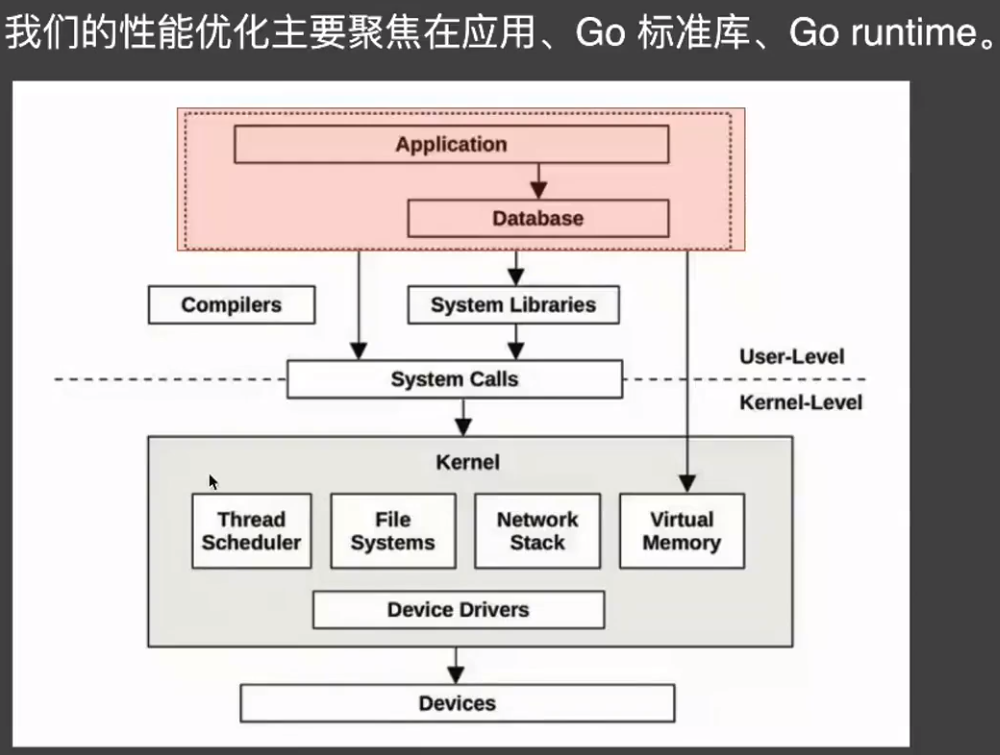 我们的性能优化主要聚焦在应用、Go 标准库、Go runtime。
Application
Database
Compilers
System Libraries
User-Level
System Calls
Kernel-Level
Kernel
Thread
Scheduler
File
Systems
Network
Stack
Virtual
Memory
Device Drivers
Devices